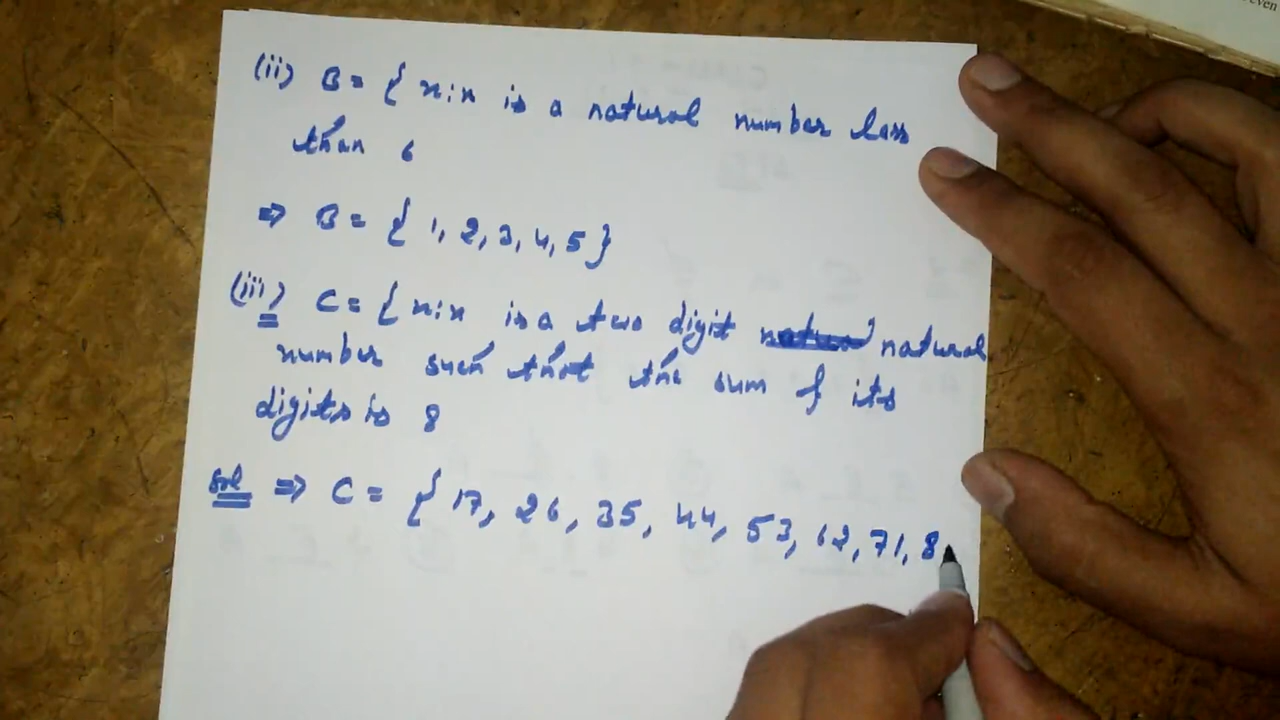 even
(ii) B = { x : x is a natural number less
than 6
⇒ B = { 1, 2, 3, 4, 5 }
(iii) C = { x : x is a two digit natural
number such that the sum of its
digits is 8
Sol ⇒ C = { 17, 26, 35, 44, 53, 62, 71, 8